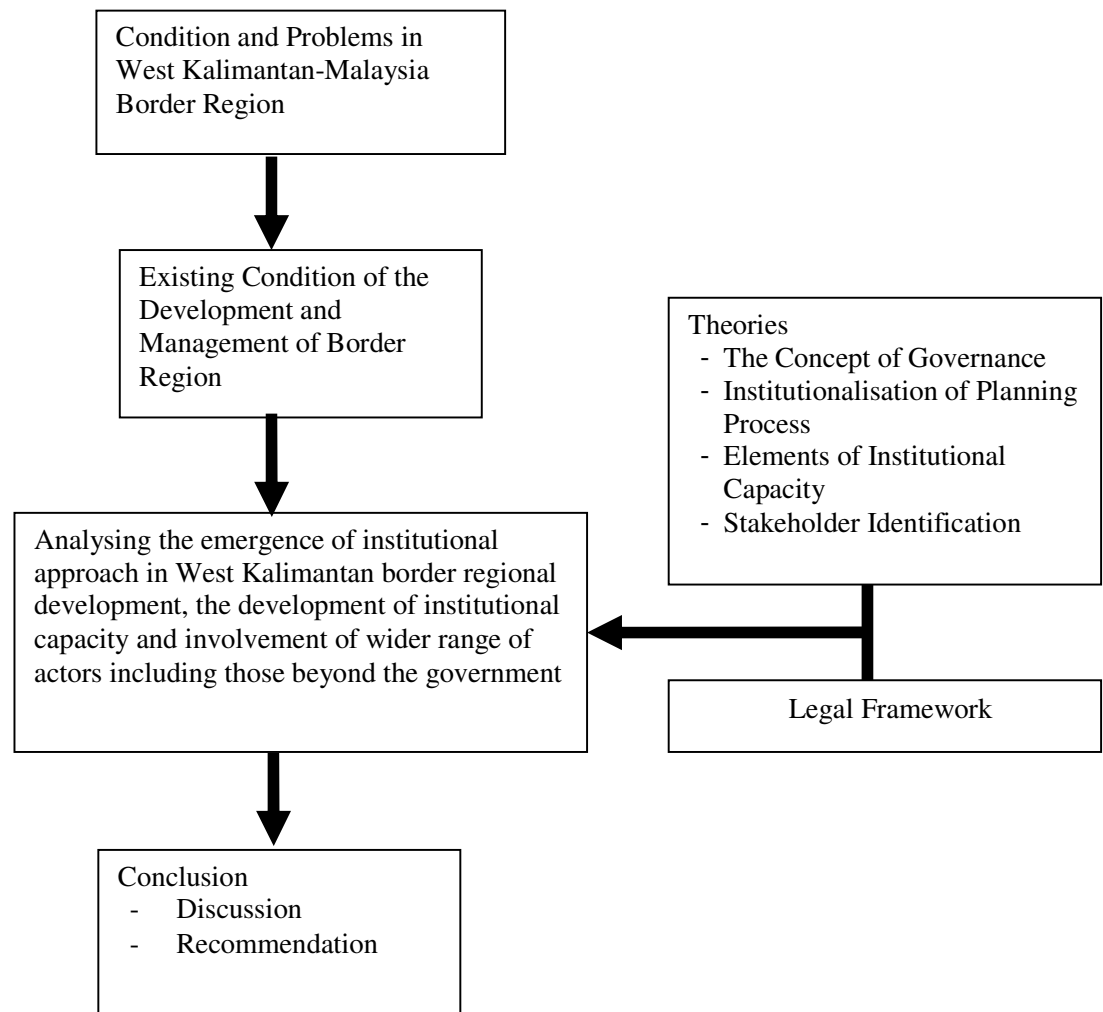 Condition and Problems in
West Kalimantan-Malaysia
Border Region
Existing Condition of the
Development and
Management of Border
Region
Theories
- The Concept of Governance
- Institutionalisation of Planning
Process
- Elements of Institutional
Capacity
- Stakeholder Identification
Analysing the emergence of institutional
approach in West Kalimantan border regional
development, the development of institutional
capacity and involvement of wider range of
actors including those beyond the government
Legal Framework
Conclusion
- Discussion
- Recommendation